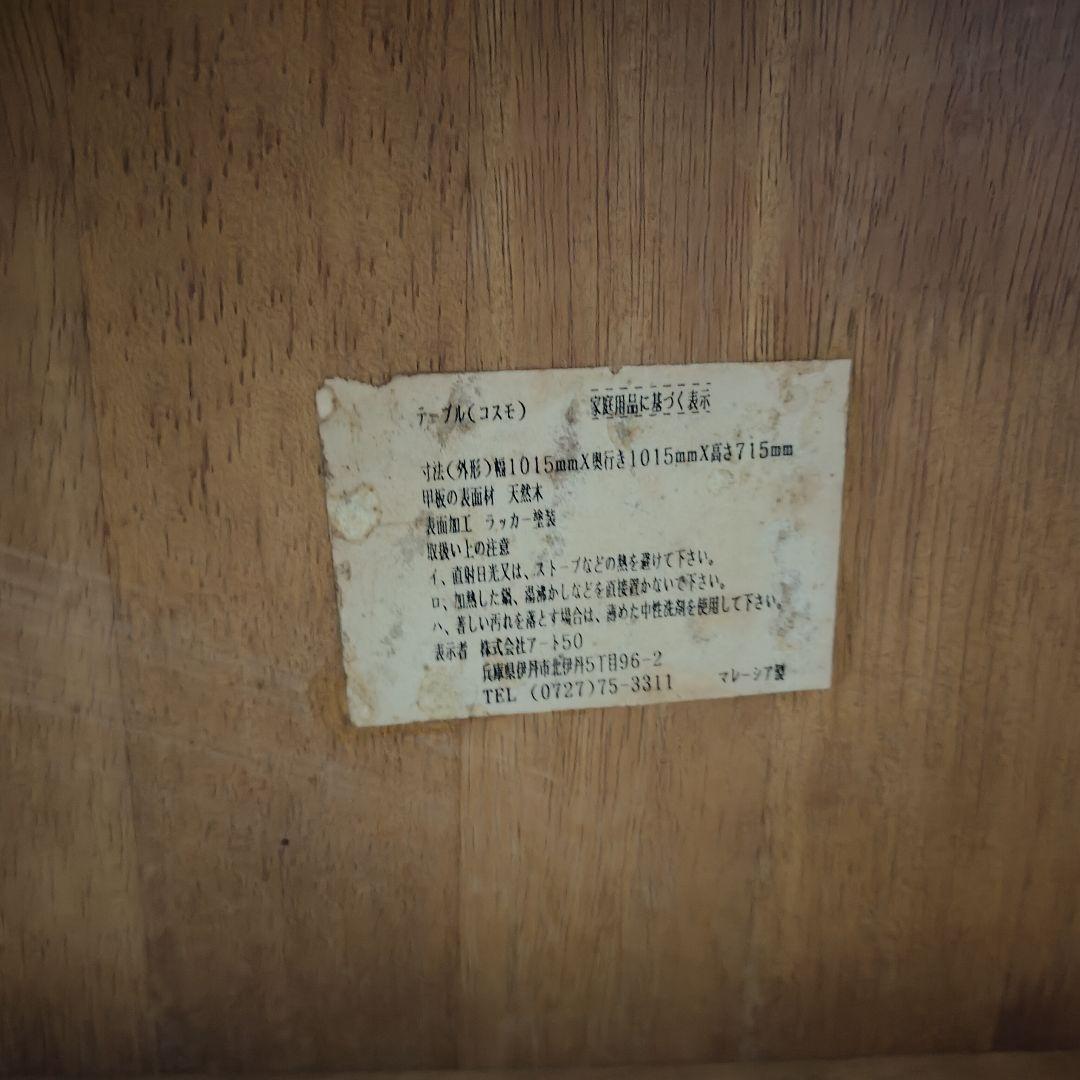 テーブル(コスモ) 家庭用品に基づく表示
寸法(外形)幅1015mmX奥行き1015mmX高さ715mm
甲板の表面材 天然木
表面加工 ラッカー塗装
取扱い上の注意
イ、直射日光又は、ストーブなどの熱を避けて下さい。
ロ、加熱した鍋、湯沸かしなどを直接置かないで下さい。
ハ、著しい汚れを落とす場合は、薄めた中性洗剤を使用して下さい。
表示者 株式会社アート50
兵庫県伊丹市北伊丹5丁目96-2
TEL (0727)75-3311 マレーシア製